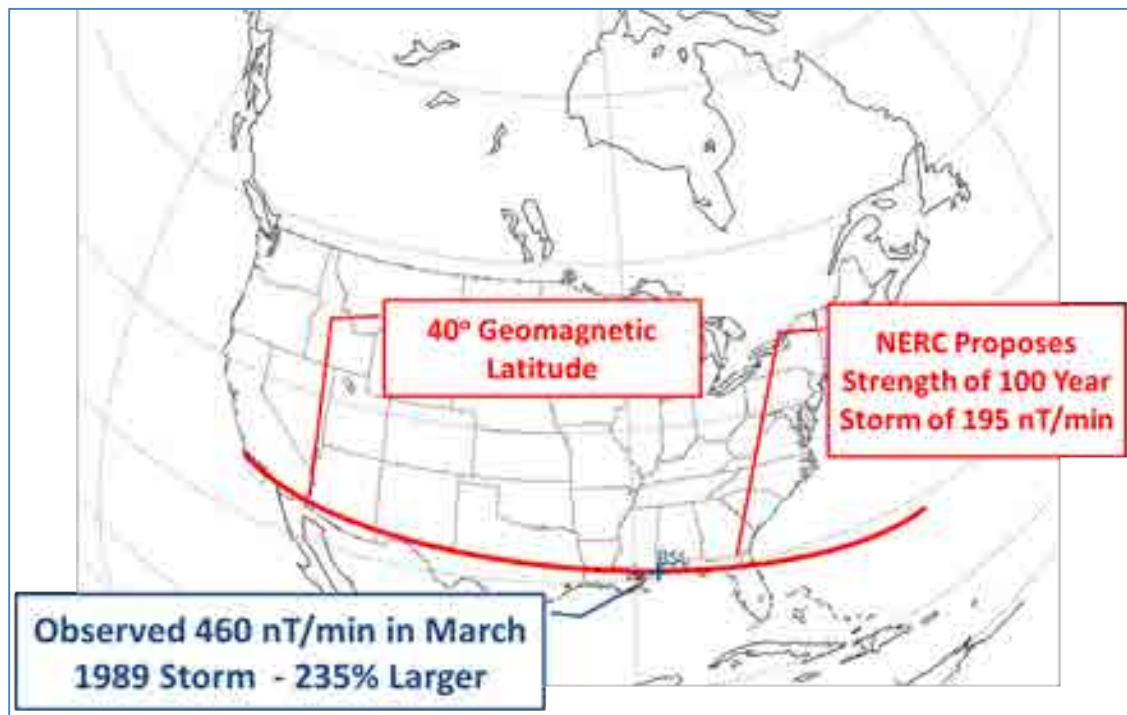 40° Geomagnetic
Latitude
NERC Proposes
Strength of 100 Year
Storm of 195 nT/min
BSL
Observed 460 nT/min in March
1989 Storm - 235% Larger